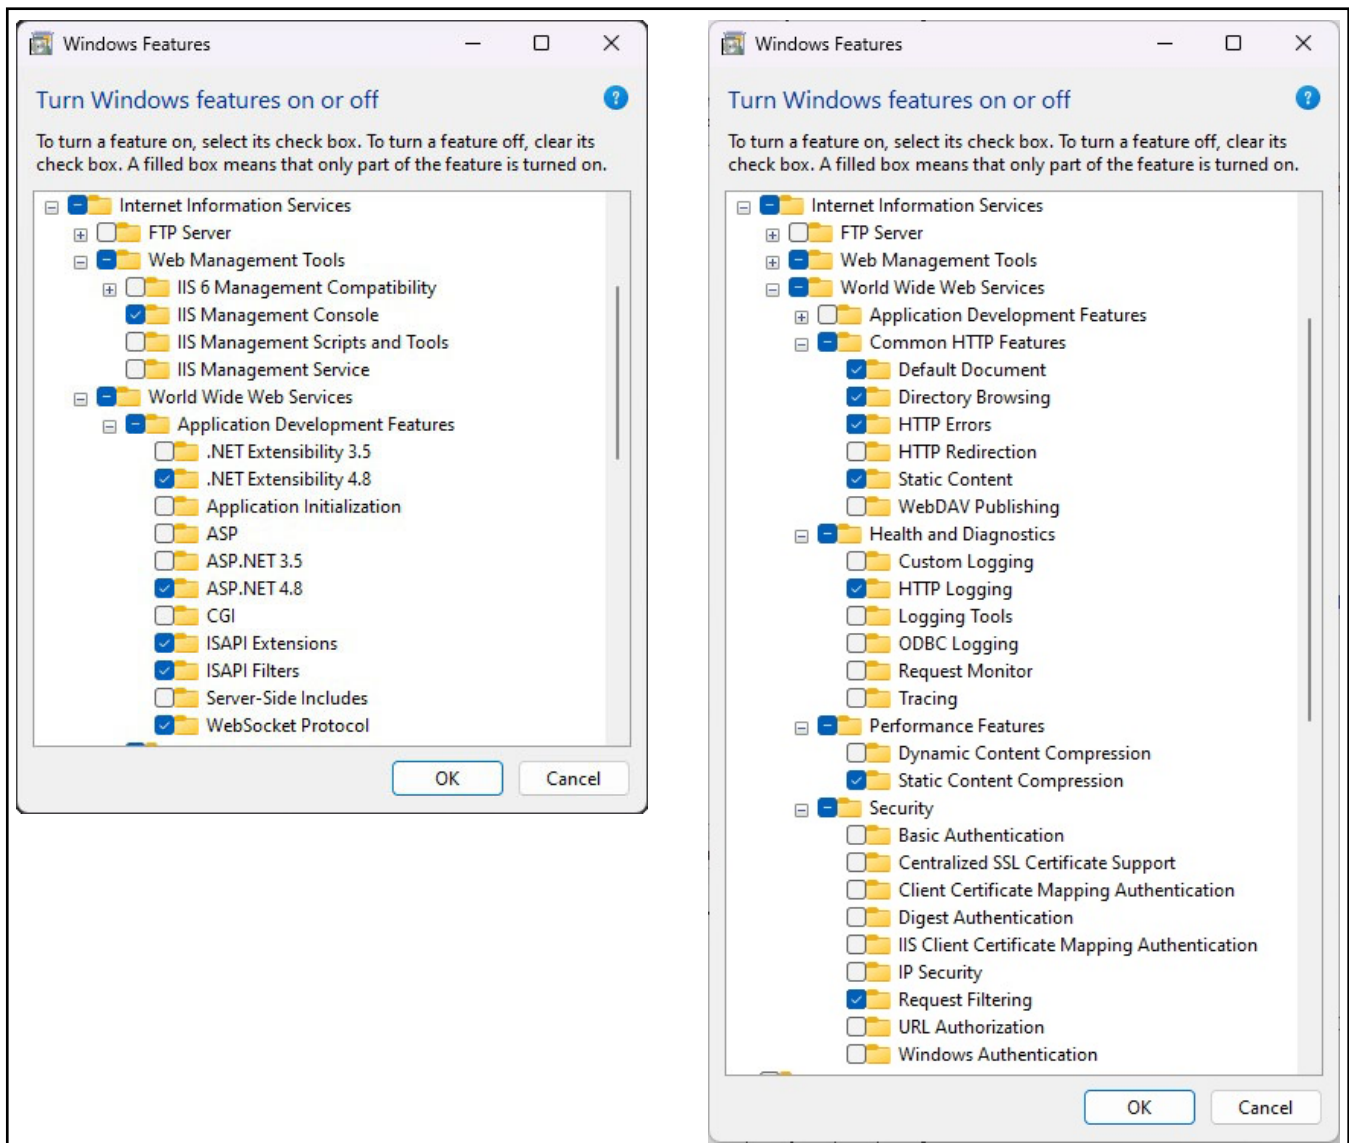 Windows Features
Turn Windows features on or off
To turn a feature on, select its check box. To turn a feature off, clear its
check box. A filled box means that only part of the feature is turned on.
Internet Information Services
FTP Server
Web Management Tools
IIS 6 Management Compatibility
IIS Management Console
IIS Management Scripts and Tools
IIS Management Service
World Wide Web Services
Application Development Features
.NET Extensibility 3.5
.NET Extensibility 4.8
Application Initialization
ASP
ASP.NET 3.5
ASP.NET 4.8
CGI
ISAPI Extensions
ISAPI Filters
Server-Side Includes
WebSocket Protocol
OK Cancel
Windows Features
Turn Windows features on or off
To turn a feature on, select its check box. To turn a feature off, clear its
check box. A filled box means that only part of the feature is turned on.
Internet Information Services
FTP Server
Web Management Tools
World Wide Web Services
Application Development Features
Common HTTP Features
Default Document
Directory Browsing
HTTP Errors
HTTP Redirection
Static Content
WebDAV Publishing
Health and Diagnostics
Custom Logging
HTTP Logging
Logging Tools
ODBC Logging
Request Monitor
Tracing
Performance Features
Dynamic Content Compression
Static Content Compression
Security
Basic Authentication
Centralized SSL Certificate Support
Client Certificate Mapping Authentication
Digest Authentication
IIS Client Certificate Mapping Authentication
IP Security
Request Filtering
URL Authorization
Windows Authentication
OK Cancel